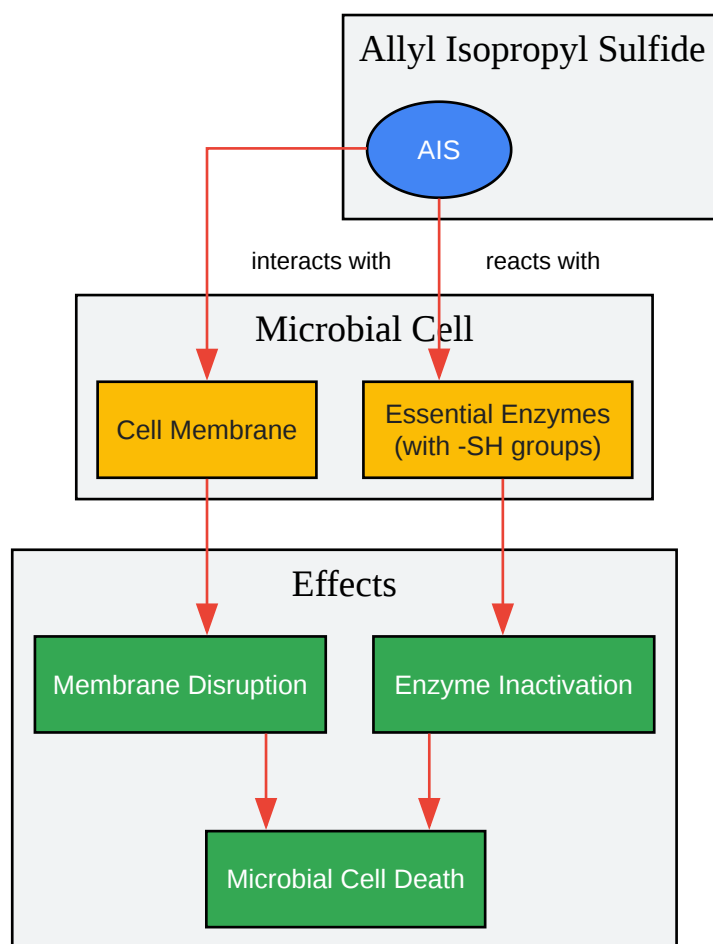 Allyl Isopropyl Sulfide
AIS
interacts with
reacts with
Microbial Cell
Cell Membrane
Essential Enzymes
(with -SH groups)
Effects
Membrane Disruption
Enzyme Inactivation
Microbial Cell Death